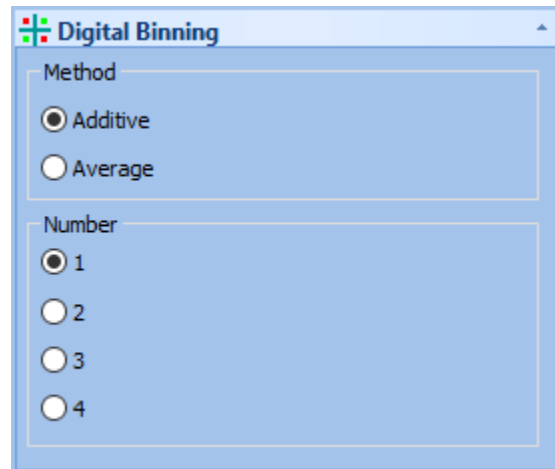 Digital Binning
Method
Additive
Average
Number
1
2
3
4